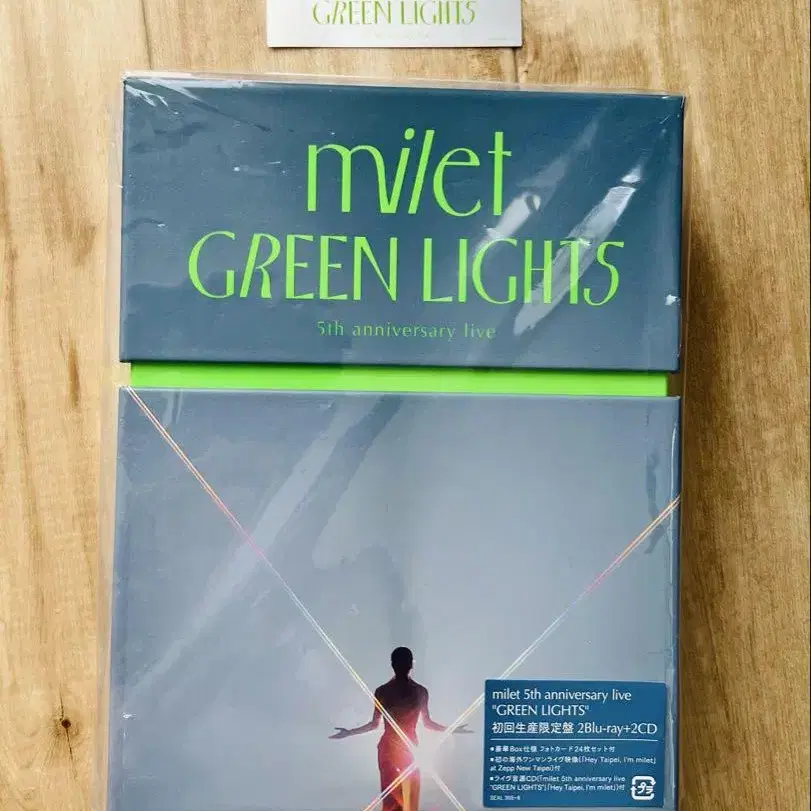 GREEN LIGHTS
milet
GREEN LIGHTS
5th anniversary live
milet 5th anniversary live
"GREEN LIGHTS"
初回生産限定盤 2Blu-ray+2CD
●豪華Box仕様 フォトカード24枚セット付
●初の海外ワンマンライヴ映像(「Hey Taipei, I'm milet」
at Zepp New Taipei)付
●ライヴ音源CD(「milet 5th anniversary live
"GREEN LIGHTS"」「Hey Taipei, I'm milet」)付